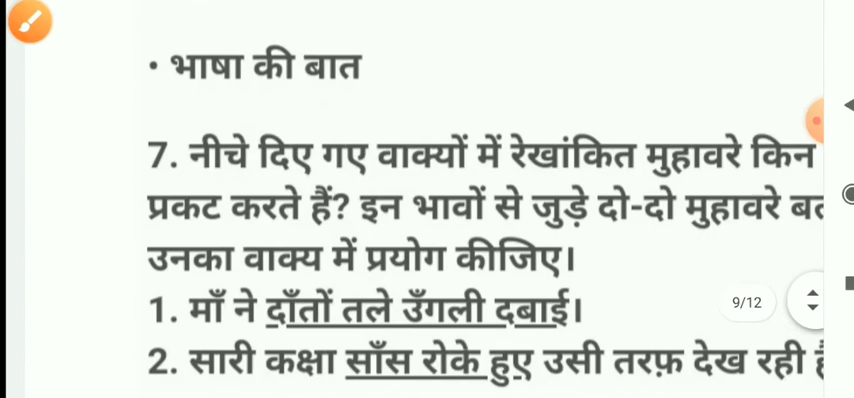 • भाषा की बात
7. नीचे दिए गए वाक्यों में रेखांकित मुहावरे किन
प्रकट करते हैं? इन भावों से जुड़े दो-दो मुहावरे
उनका वाक्य में प्रयोग कीजिए।
1. माँ ने दाँतों तले उँगली दबाई।
9/12
2. सारी कक्षा साँस रोके हुए उसी तरफ़ देख रही